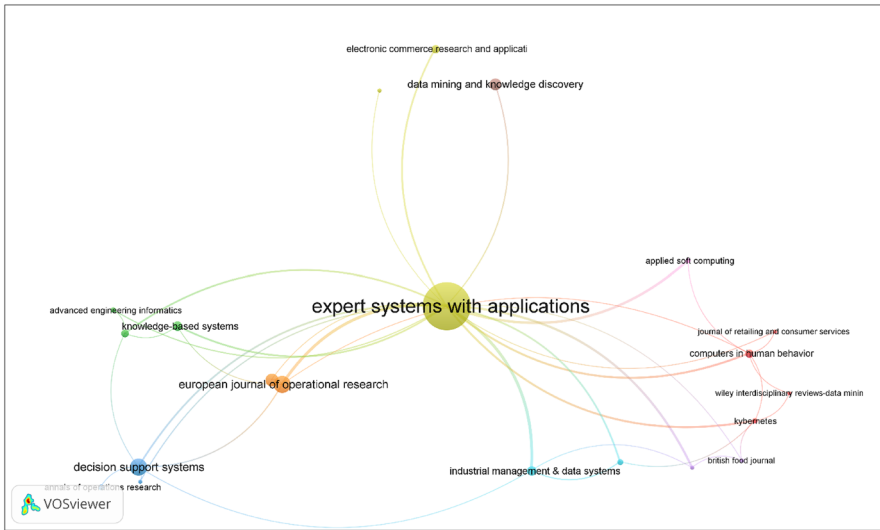 electronic commerce research and applicati
data mining and knowledge discovery
applied soft computing
expert systems with applications
advanced engineering informatics
knowledge-based systems
journal of retailing and consumer services
computers in human behavior
european journal of operational research
wiley interdisciplinary reviews-data minin
kybernetes
british food journal
decision support systems
industrial management & data systems
annals of operations research
VOSviewer